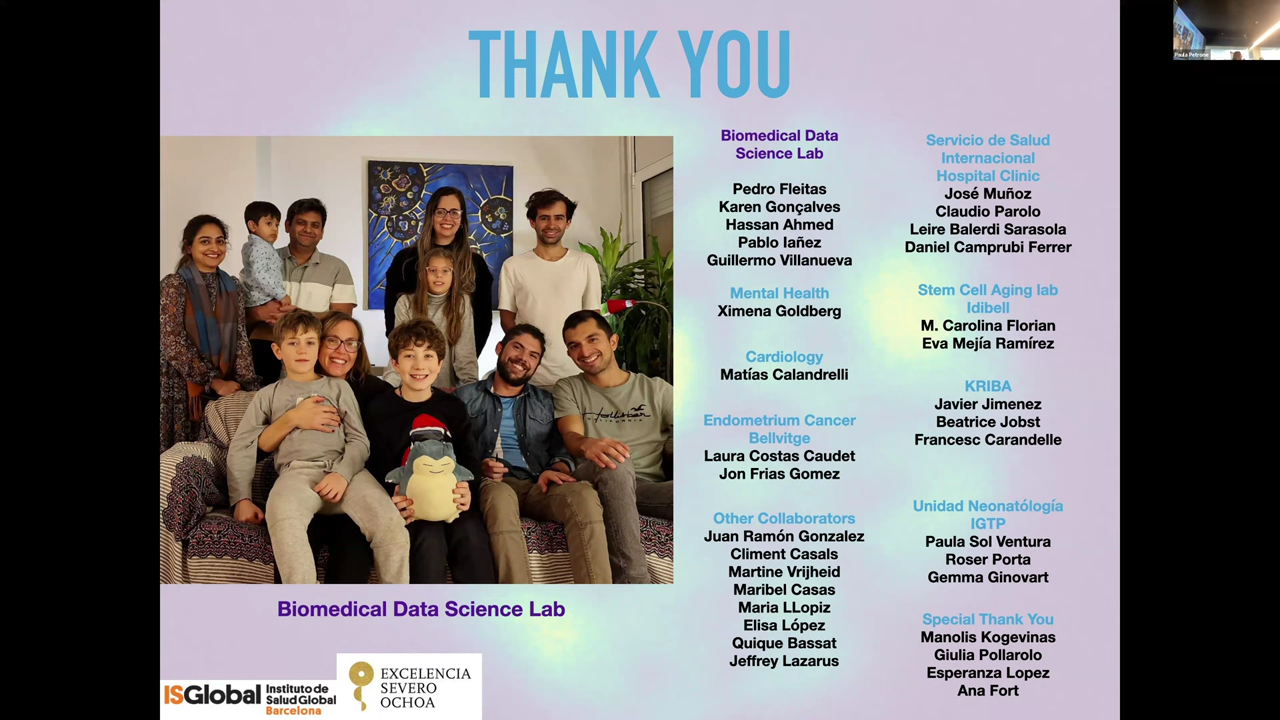 THANK YOU
Paula Petrone
Biomedical Data
Science Lab
Pedro Fleitas
Karen Gonçalves
Hassan Ahmed
Pablo Iañez
Guillermo Villanueva
Mental Health
Ximena Goldberg
Cardiology
Matías Calandrelli
Endometrium Cancer
Bellvitge
Laura Costas Caudet
Jon Frias Gomez
Other Collaborators
Juan Ramón Gonzalez
Climent Casals
Martine Vrijheid
Maribel Casas
Maria LLopiz
Elisa López
Quique Bassat
Jeffrey Lazarus
Servicio de Salud
Internacional
Hospital Clinic
José Muñoz
Claudio Parolo
Leire Balerdi Sarasola
Daniel Camprubi Ferrer
Stem Cell Aging lab
Idibell
M. Carolina Florian
Eva Mejía Ramírez
KRIBA
Javier Jimenez
Beatrice Jobst
Francesc Carandelle
Unidad Neonatólogía
IGTP
Paula Sol Ventura
Roser Porta
Gemma Ginovart
Special Thank You
Manolis Kogevinas
Giulia Pollarolo
Esperanza Lopez
Ana Fort
Hollister
CALIFORNIA
Biomedical Data Science Lab
ISGlobal
Instituto de
Salud Global
Barcelona
EXCELENCIA
SEVERO
OCHOA